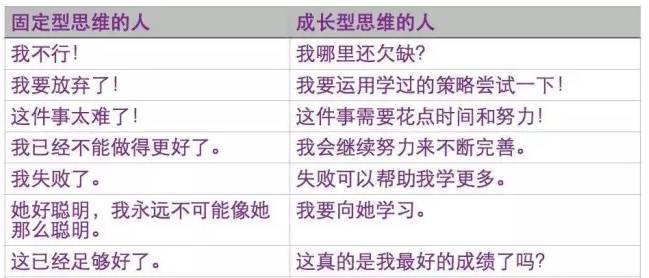 固定型思维的人 成长型思维的人
我不行！ 我哪里还欠缺？
我要放弃了！ 我要运用学过的策略尝试一下！
这件事太难了！ 这件事需要花点时间和努力！
我已经不能做得更好了。 我会继续努力来不断完善。
我失败了。 失败可以帮助我学更多。
她好聪明，我永远不可能像她 我要向她学习。
那么聪明。
这已经足够好了。 这真的是我最好的成绩了吗？